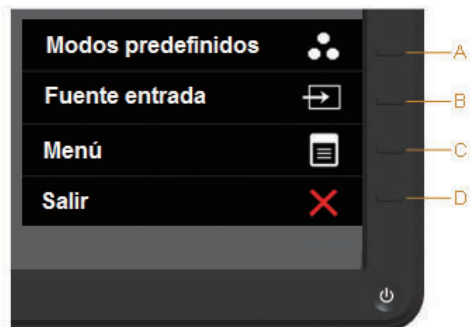 Modos predefinidos A
Fuente entrada B
Menú C
Salir D